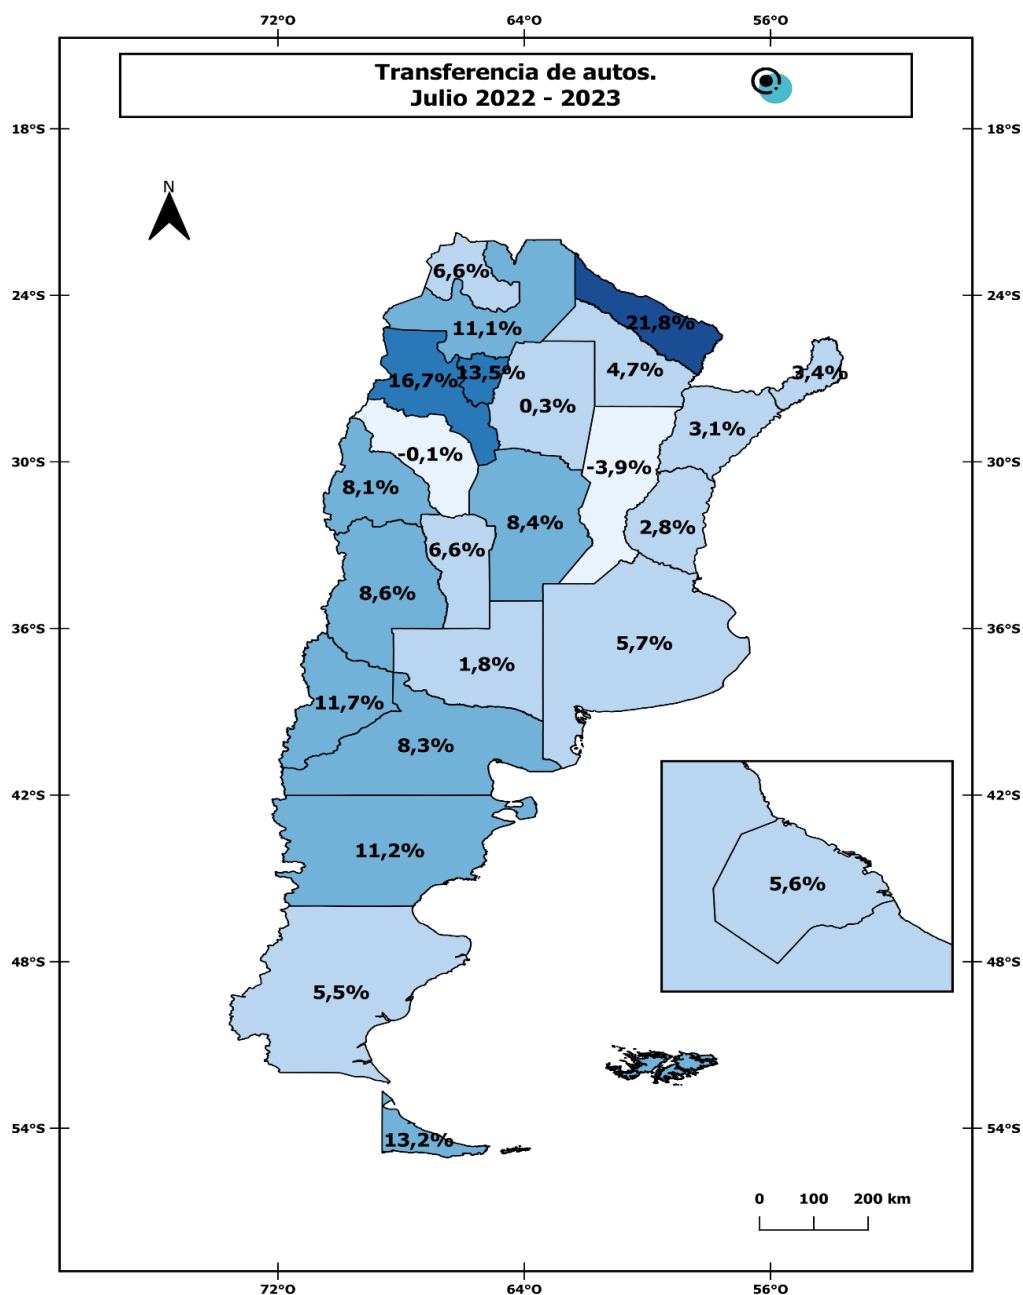 72°O 64°O 56°O
Transferencia de autos.
Julio 2022 - 2023
18°S 18°S
N
6,6%
24°S 24°S
21,8%
11,1%
4,7%
13,5%
3,4%
16,7%
0,3%
3,1%
-0,1%
30°S 30°S
-3,9%
8,1%
8,4%
2,8%
6,6%
8,6%
36°S 36°S
5,7%
1,8%
11,7%
8,3%
42°S 42°S
11,2%
5,6%
48°S 48°S
5,5%
54°S 54°S
13,2%
0 100 200 km
72°O 64°O 56°O